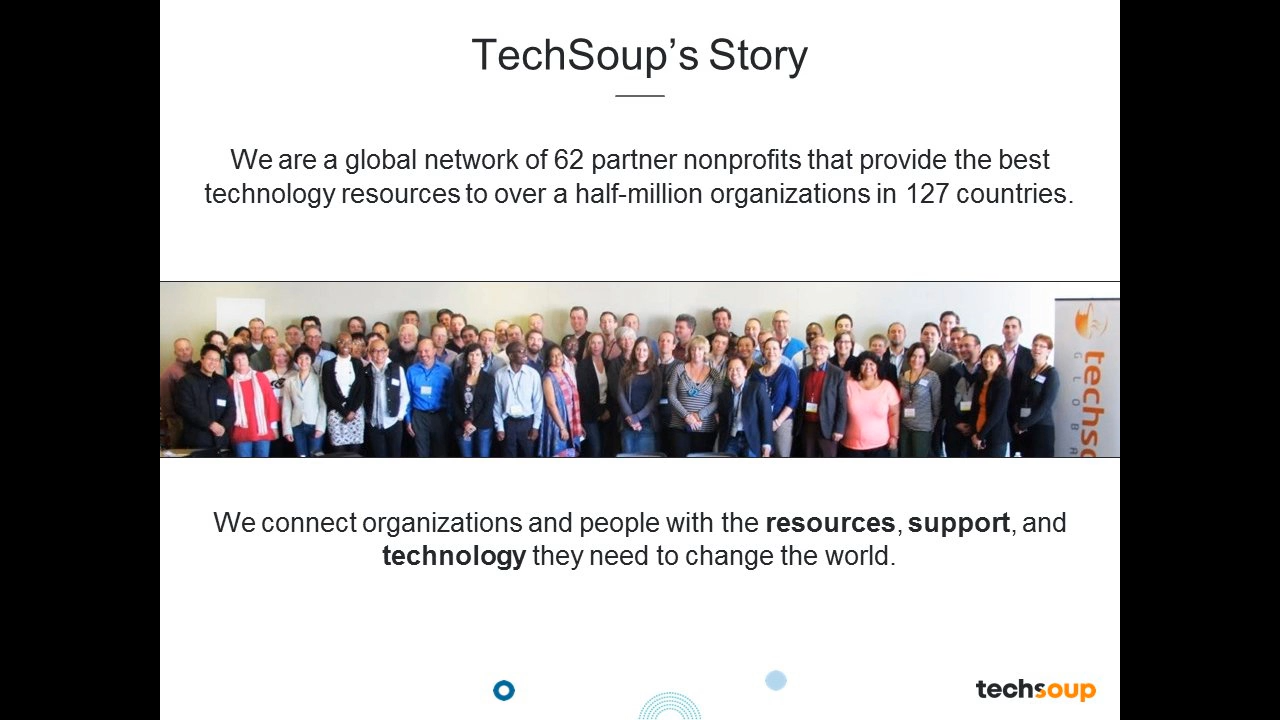 TechSoup’s Story
We are a global network of 62 partner nonprofits that provide the best
technology resources to over a half-million organizations in 127 countries.
techso
GLOBA
We connect organizations and people with the resources, support, and
technology they need to change the world.
techsoup